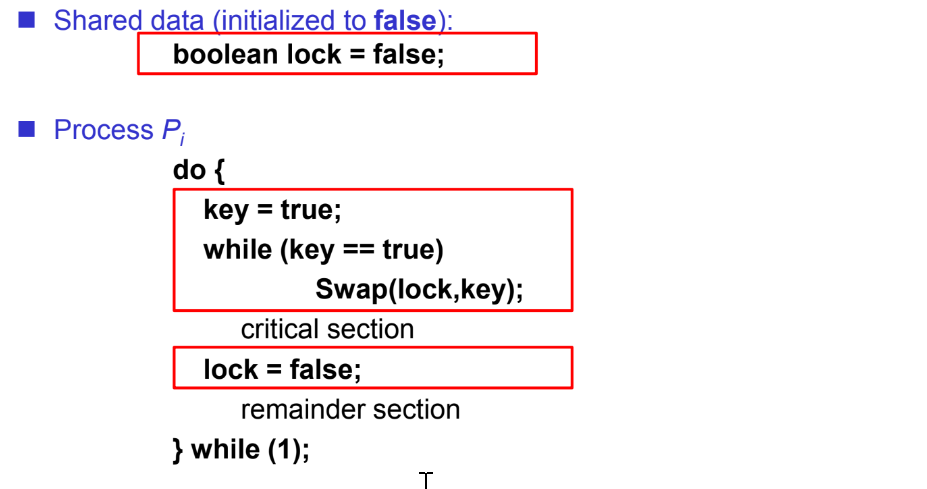 Shared data (initialized to false):
boolean lock = false;
Process Pi
do {
key = true;
while (key == true)
Swap(lock,key);
critical section
lock = false;
remainder section
} while (1);